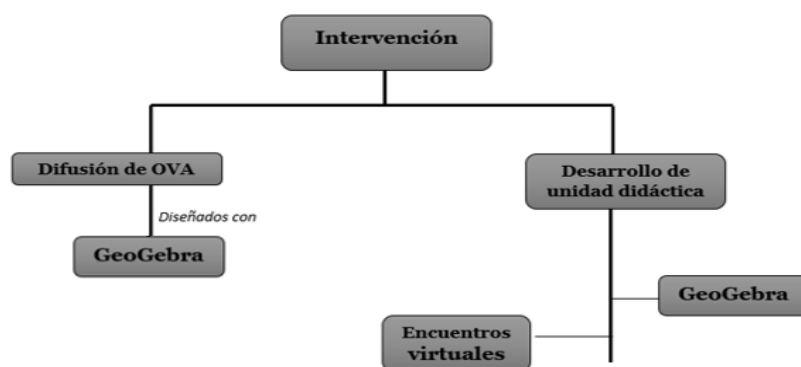 Intervención
Difusión de OVA
Desarrollo de
unidad didáctica
Diseñados con
GeoGebra
GeoGebra
Encuentros
virtuales